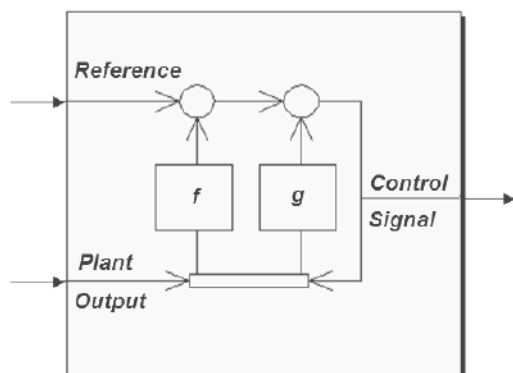 Reference
f
g
Control
Signal
Plant
Output